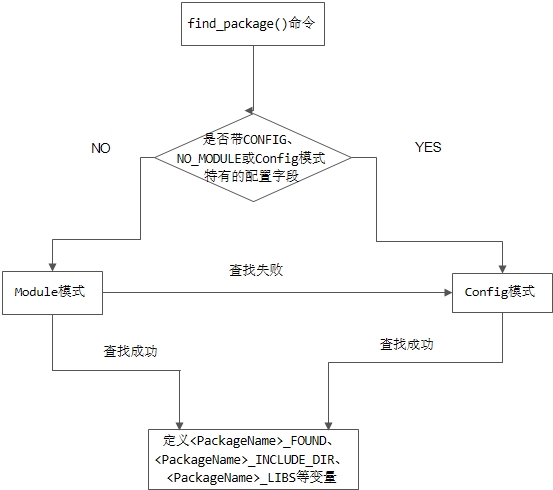 find_package()命令
是否带CONFIG、
NO_MODULE或Config模式
特有的配置字段
NO
YES
查找失败
Module模式
Config模式
查找成功
查找成功
定义<PackageName>_FOUND、
<PackageName>_INCLUDE_DIR、
<PackageName>_LIBS等变量